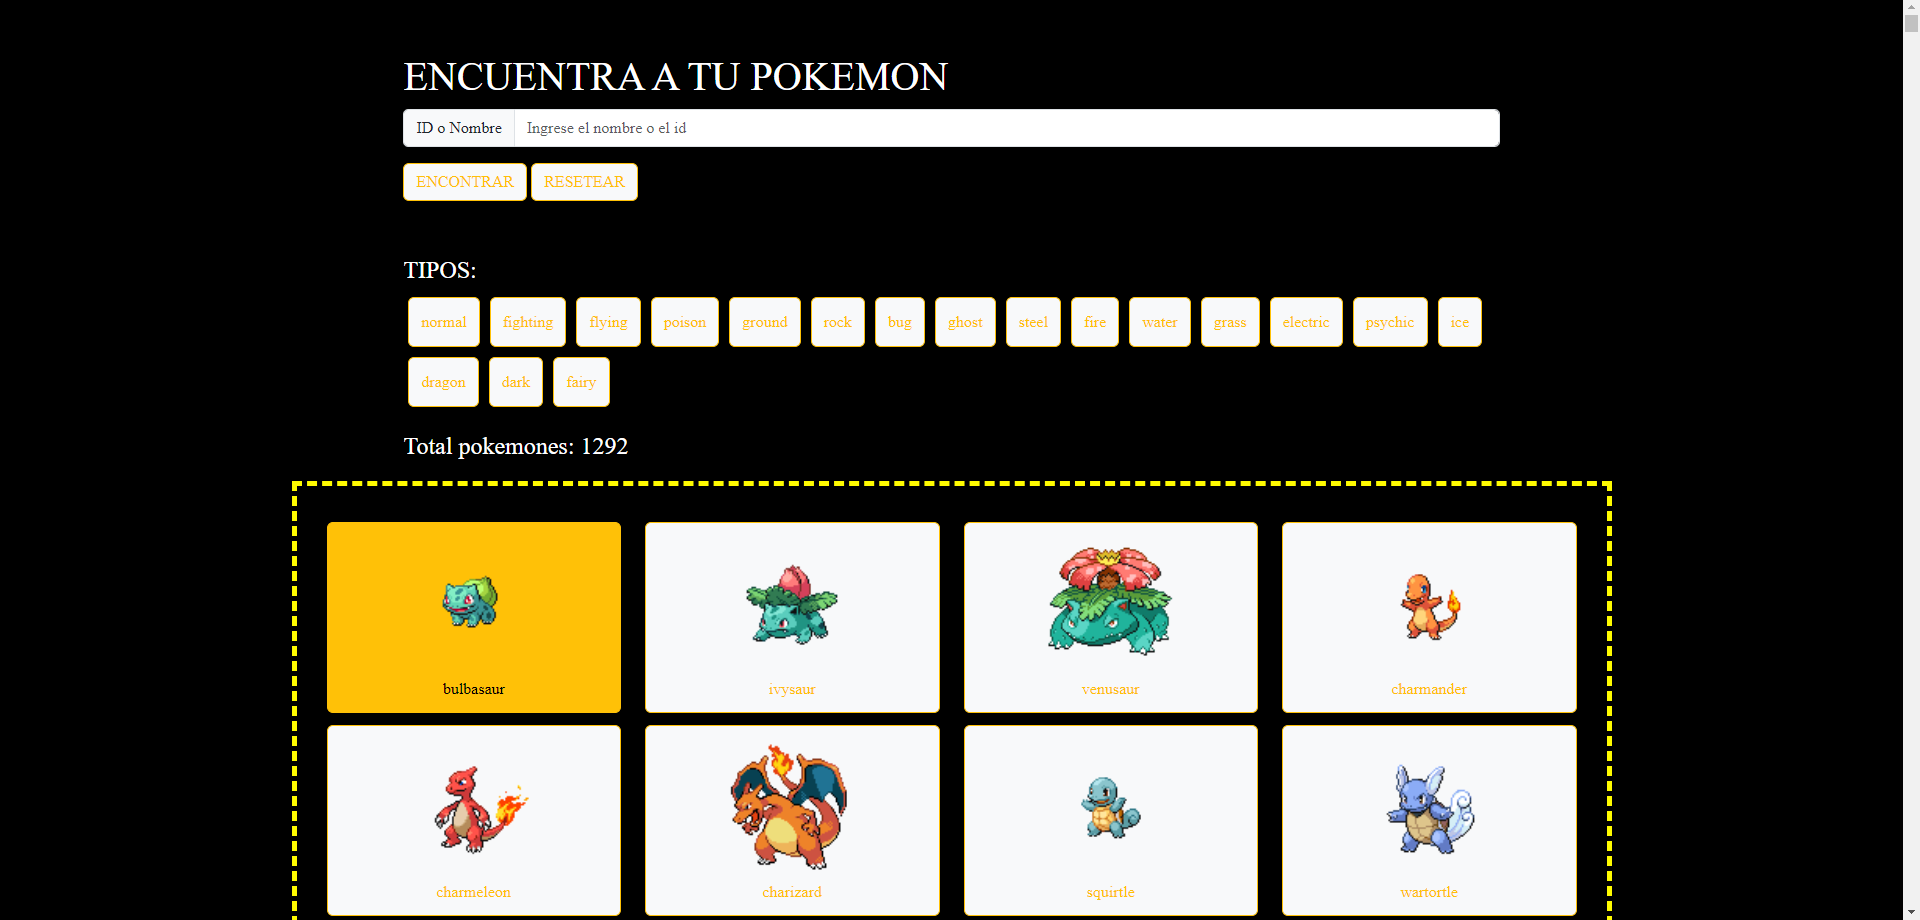 ENCUENTRA A TU POKEMON
ID o Nombre Ingrese el nombre o el id
ENCONTRAR RESETEAR
TIPOS:
normal fighting flying poison ground rock bug ghost steel fire water grass electric psychic ice
dragon dark fairy
Total pokemones: 1292
bulbasaur ivysaur venusaur charmander
charmeleon charizard squirtle wartortle